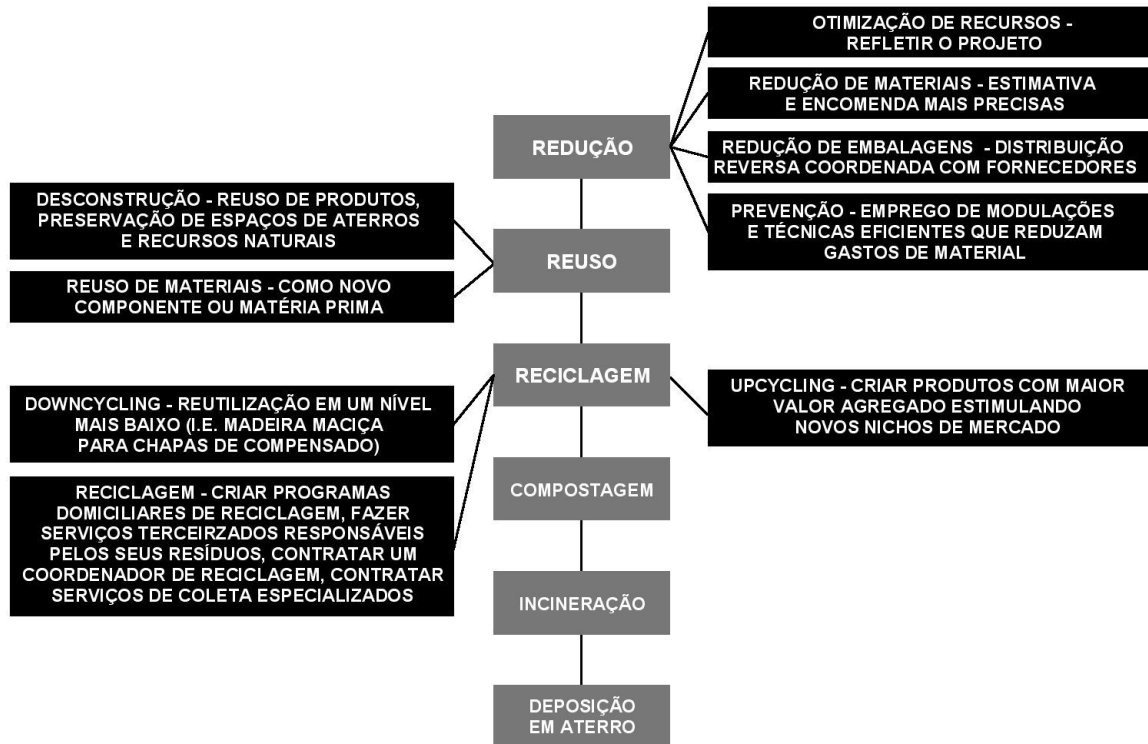 OTIMIZAÇÃO DE RECURSOS -
REFLETIR O PROJETO
REDUÇÃO DE MATERIAIS - ESTIMATIVA
E ENCOMENDA MAIS PRECISAS
REDUÇÃO
REDUÇÃO DE EMBALAGENS - DISTRIBUIÇÃO
REVERSA COORDENADA COM FORNECEDORES
PREVENÇÃO - EMPREGO DE MODULAÇÕES
E TÉCNICAS EFICIENTES QUE REDUZAM
GASTOS DE MATERIAL
DESCONSTRUÇÃO - REUSO DE PRODUTOS,
PRESERVAÇÃO DE ESPAÇOS DE ATERROS
E RECURSOS NATURAIS
REUSO
REUSO DE MATERIAIS - COMO NOVO
COMPONENTE OU MATÉRIA PRIMA
RECICLAGEM
DOWNCYCLING - REUTILIZAÇÃO EM UM NÍVEL
MAIS BAIXO (I.E. MADEIRA MACIÇA
PARA CHAPAS DE COMPENSADO)
UPCYCLING - CRIAR PRODUTOS COM MAIOR
VALOR AGREGADO ESTIMULANDO
NOVOS NICHOS DE MERCADO
RECICLAGEM - CRIAR PROGRAMAS
DOMICILIARES DE RECICLAGEM, FAZER
SERVIÇOS TERCEIRZADOS RESPONSÁVEIS
PELOS SEUS RESÍDUOS, CONTRATAR UM
COORDENADOR DE RECICLAGEM, CONTRATAR
SERVIÇOS DE COLETA ESPECIALIZADOS
COMPOSTAGEM
INCINERAÇÃO
DEPOSIÇÃO
EM ATERRO